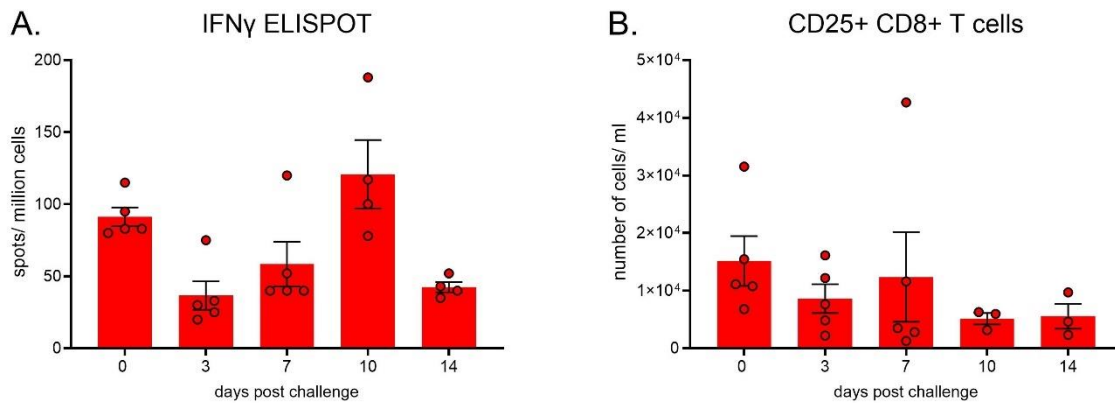 A.
IFNγ ELISPOT
200
150
100
50
0
spots/ million cells
0 3 7 10 14
days post challenge
B.
CD25+ CD8+ T cells
5×10⁴
4×10⁴
3×10⁴
2×10⁴
1×10⁴
0
number of cells/ ml
0 3 7 10 14
days post challenge